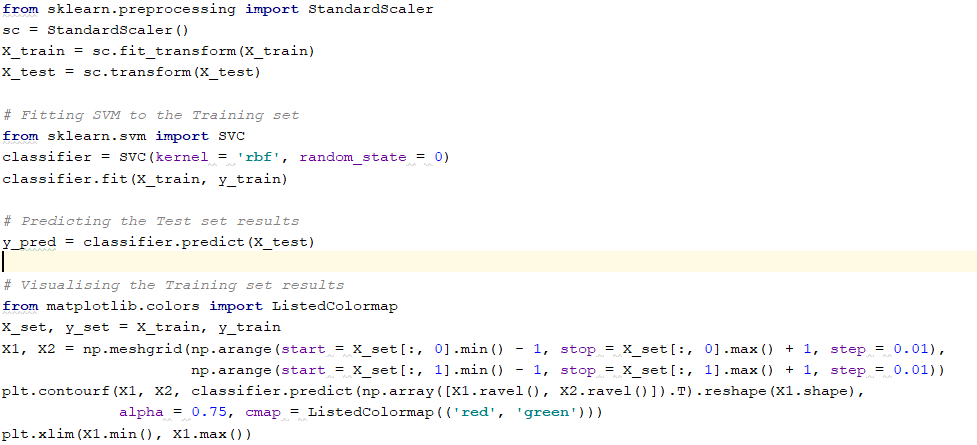 from sklearn.preprocessing import StandardScaler
sc = StandardScaler()
X_train = sc.fit_transform(X_train)
X_test = sc.transform(X_test)
# Fitting SVM to the Training set
from sklearn.svm import SVC
classifier = SVC(kernel = 'rbf', random_state = 0)
classifier.fit(X_train, y_train)
# Predicting the Test set results
y_pred = classifier.predict(X_test)
# Visualising the Training set results
from matplotlib.colors import ListedColormap
X_set, y_set = X_train, y_train
X1, X2 = np.meshgrid(np.arange(start = X_set[:, 0].min() - 1, stop = X_set[:, 0].max() + 1, step = 0.01),
                     np.arange(start = X_set[:, 1].min() - 1, stop = X_set[:, 1].max() + 1, step = 0.01))
plt.contourf(X1, X2, classifier.predict(np.array([X1.ravel(), X2.ravel()]).T).reshape(X1.shape),
             alpha = 0.75, cmap = ListedColormap(('red', 'green')))
plt.xlim(X1.min(), X1.max())